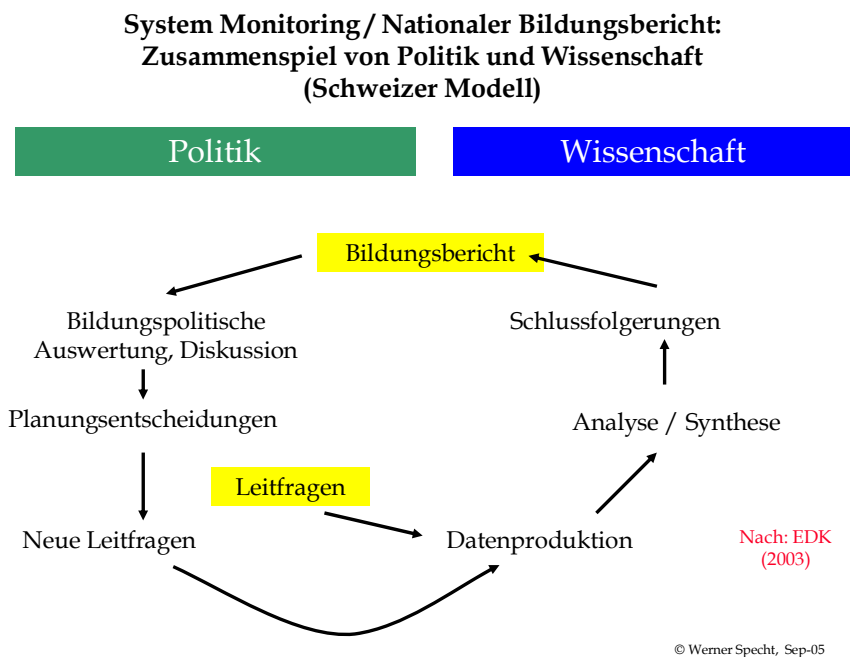 System Monitoring / Nationaler Bildungsbericht:
Zusammenspiel von Politik und Wissenschaft
(Schweizer Modell)
Politik
Wissenschaft
Bildungsbericht
Bildungspolitische
Auswertung, Diskussion
Schlussfolgerungen
Planungsentscheidungen
Analyse / Synthese
Leitfragen
Neue Leitfragen
Datenproduktion
Nach: EDK
(2003)
© Werner Specht, Sep-05